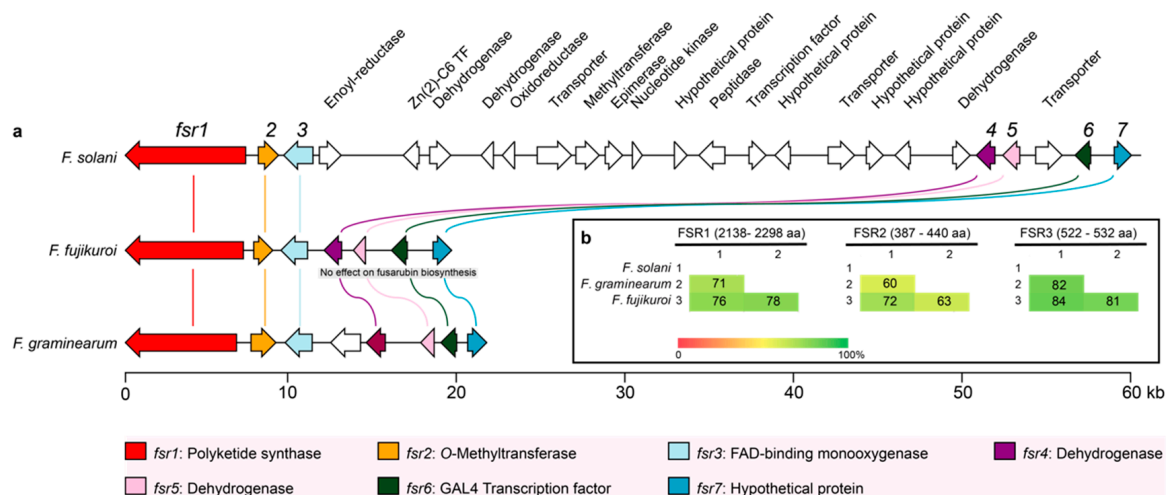 Enoyl-reductase
Zn(2)-C6 TF
Dehydrogenase
Dehydrogenase
Oxidoreductase
Transporter
Methyltransferase
Epimerase
Nucleotide kinase
Hypothetical protein
Peptidase
Transcription factor
Hypothetical protein
Transporter
Hypothetical protein
Hypothetical protein
Dehydrogenase
Transporter
a
fsr1 2 3 4 5 6 7
F. solani
F. fujikuroi
No effect on fusarubin biosynthesis
F. graminearum
b
FSR1 (2138- 2298 aa) FSR2 (387 - 440 aa) FSR3 (522 - 532 aa)
1 2 1 2 1 2
F. solani 1 1 1
F. graminearum 2 71 2 60 2 82
F. fujikuroi 3 76 78 3 72 63 3 84 81
0 100%
0 10 20 30 40 50 60 kb
fsr1: Polyketide synthase fsr2: O-Methyltransferase fsr3: FAD-binding monooxygenase fsr4: Dehydrogenase
fsr5: Dehydrogenase fsr6: GAL4 Transcription factor fsr7: Hypothetical protein